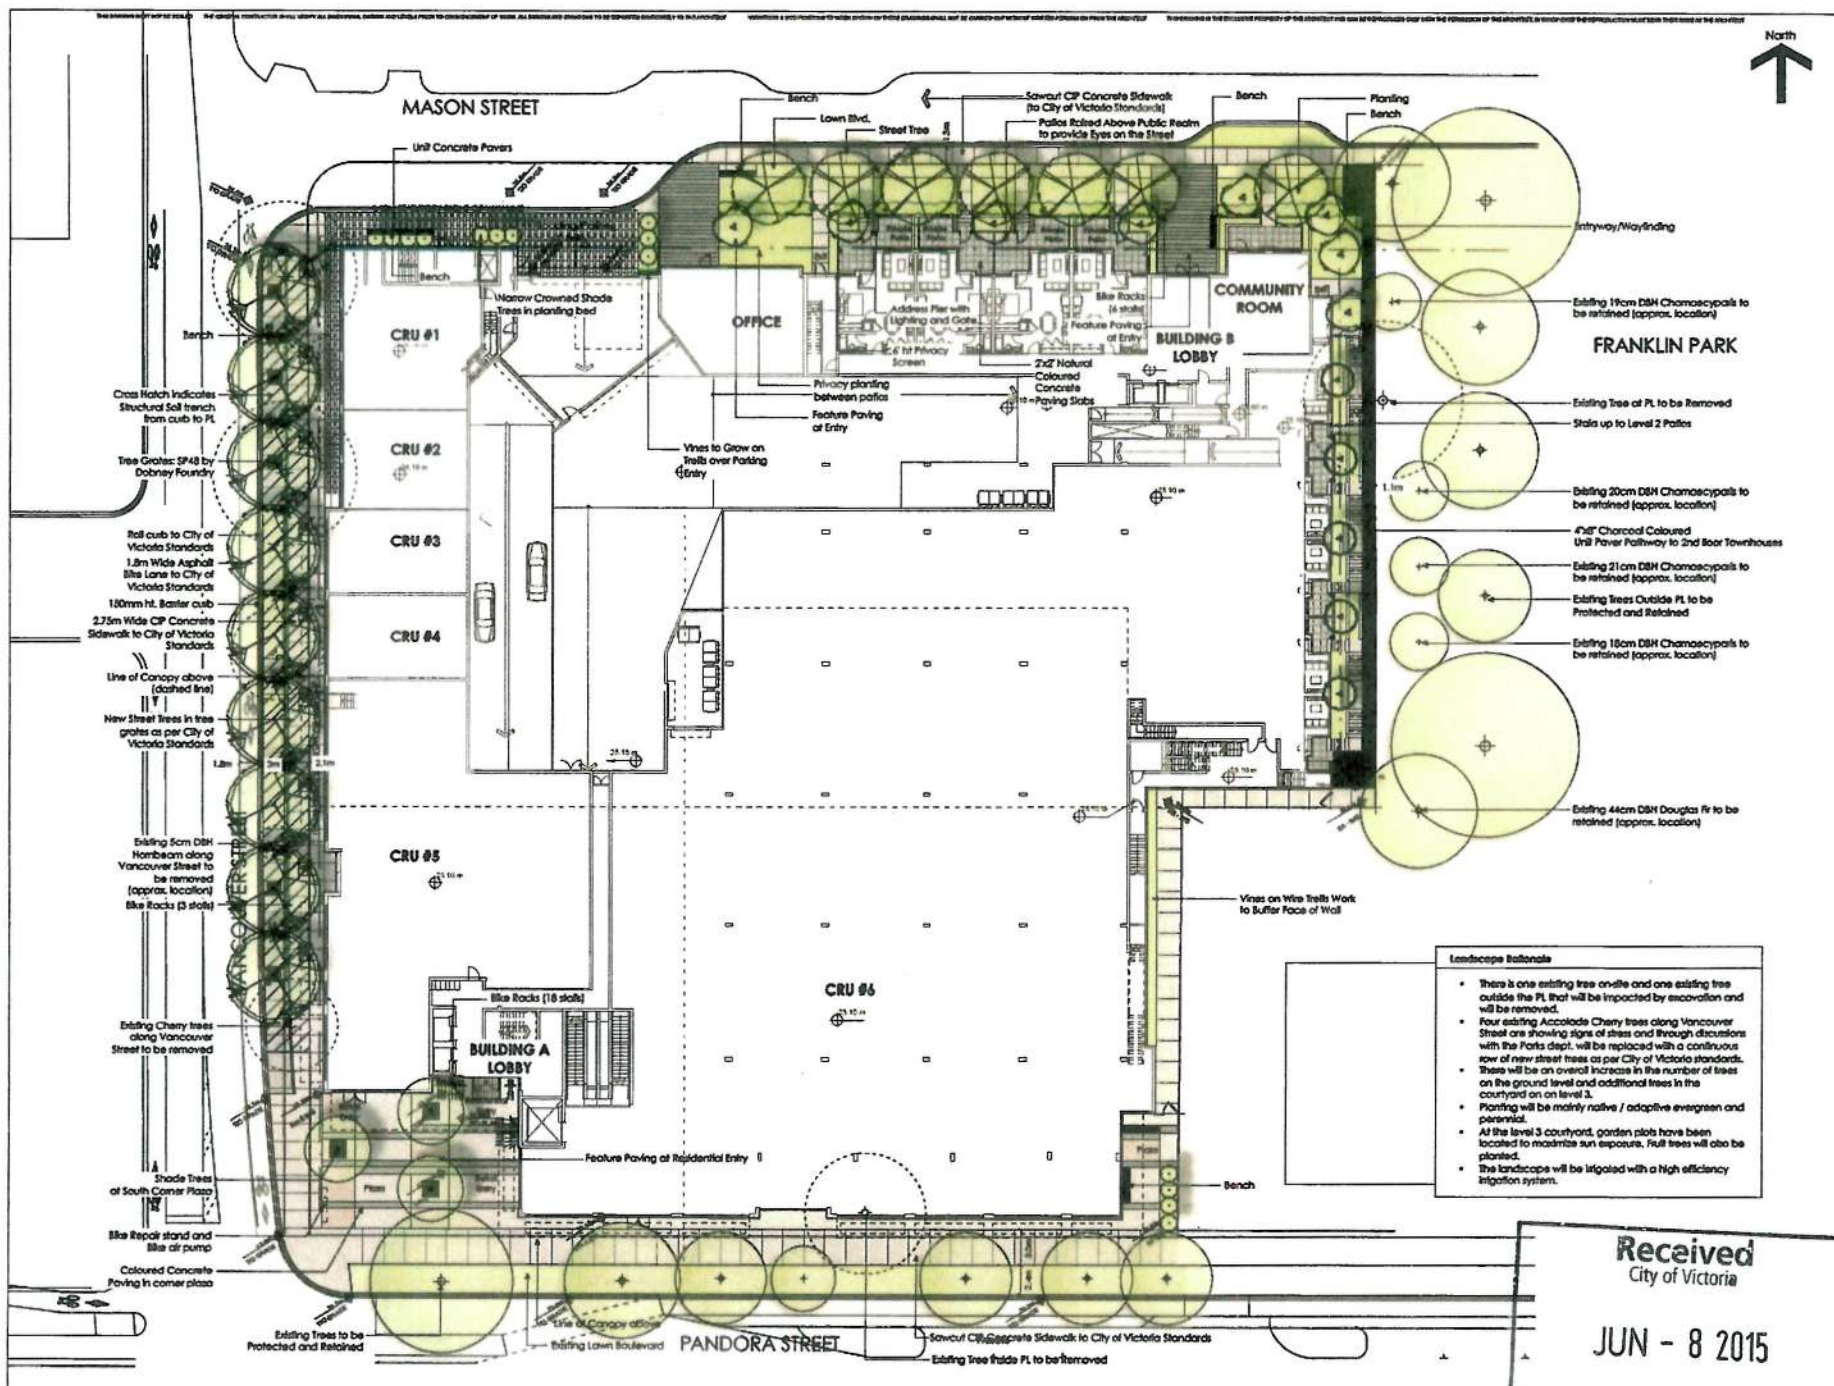 THIS DRAWING MUST NOT BE SCALED
North
MASON STREET
Bench
Lawn Blvd.
Street Tree
Sawcut CIP Concrete Sidewalk
(to City of Victoria Standards)
Patios Raised Above Public Realm
to provide Eyes on the Street
Bench
Planting
Bench
Unit Concrete Pavers
Entryway/Wayfinding
Bench
Narrow Crowned Shade
Trees in planting bed
CRU #1
OFFICE
Address Pier with
Lighting and Gate
6' ht Privacy
Screen
Bike Racks
(6 stalls)
Feature Paving
at Entry
COMMUNITY
ROOM
BUILDING B
LOBBY
2'x2' Natural
Coloured
Concrete
Paving Slabs
Privacy planting
between patios
Feature Paving
at Entry
Vines to Grow on
Trellis over Parking
Entry
Existing 19cm DBH Chamaecyparis to
be retained (approx. location)
FRANKLIN PARK
Existing Tree at PL to be Removed
Stairs up to Level 2 Patios
1.1m
Existing 20cm DBH Chamaecyparis to
be retained (approx. location)
4"x8" Charcoal Coloured
Unit Paver Pathway to 2nd floor Townhouses
Existing 21cm DBH Chamaecyparis to
be retained (approx. location)
Existing Trees Outside PL to be
Protected and Retained
Existing 18cm DBH Chamaecyparis to
be retained (approx. location)
Existing 44cm DBH Douglas Fir to be
retained (approx. location)
Bench
Cross Hatch indicates
Structural Soil trench
from curb to PL
Tree Grates: SP48 by
Dobney Foundry
Roll curb to City of
Victoria Standards
1.8m Wide Asphalt
Bike Lane to City of
Victoria Standards
150mm ht. Barrier curb
2.75m Wide CIP Concrete
Sidewalk to City of Victoria
Standards
Line of Canopy above
(dashed line)
New Street Trees in tree
grates as per City of
Victoria Standards
1.8m
2m
2.1m
Existing 5cm DBH
Hornbeam along
Vancouver Street to
be removed
(approx. location)
Bike Racks (3 stalls)
VANCOUVER STREET
Existing Cherry trees
along Vancouver
Street to be removed
CRU #2
CRU #3
CRU #4
CRU #5
CRU #6
Bike Racks (18 stalls)
BUILDING A
LOBBY
Vines on Wire Trellis Work
to Buffer Face of Wall
Feature Paving at Residential Entry
Plaza
Plaza
Bench
Shade Trees
at South Corner Plaza
Bike Repair stand and
Bike air pump
Coloured Concrete
Paving in corner plaza
Existing Trees to be
Protected and Retained
Line of Canopy above
Existing Lawn Boulevard
PANDORA STREET
Sawcut CIP Concrete Sidewalk to City of Victoria Standards
Existing Tree Inside PL to be Removed
Landscape Rationale
• There is one existing tree on-site and one existing tree
outside the PL that will be impacted by excavation and
will be removed.
• Four existing Accolade Cherry trees along Vancouver
Street are showing signs of stress and through discussions
with the Parks dept. will be replaced with a continuous
row of new street trees as per City of Victoria standards.
• There will be an overall increase in the number of trees
on the ground level and additional trees in the
courtyard on on level 3.
• Planting will be mainly native / adaptive evergreen and
perennial.
• At the level 3 courtyard, garden plots have been
located to maximize sun exposure. Fruit trees will also be
planted.
• The landscape will be irrigated with a high efficiency
irrigation system.
Received
City of Victoria
JUN - 8 2015